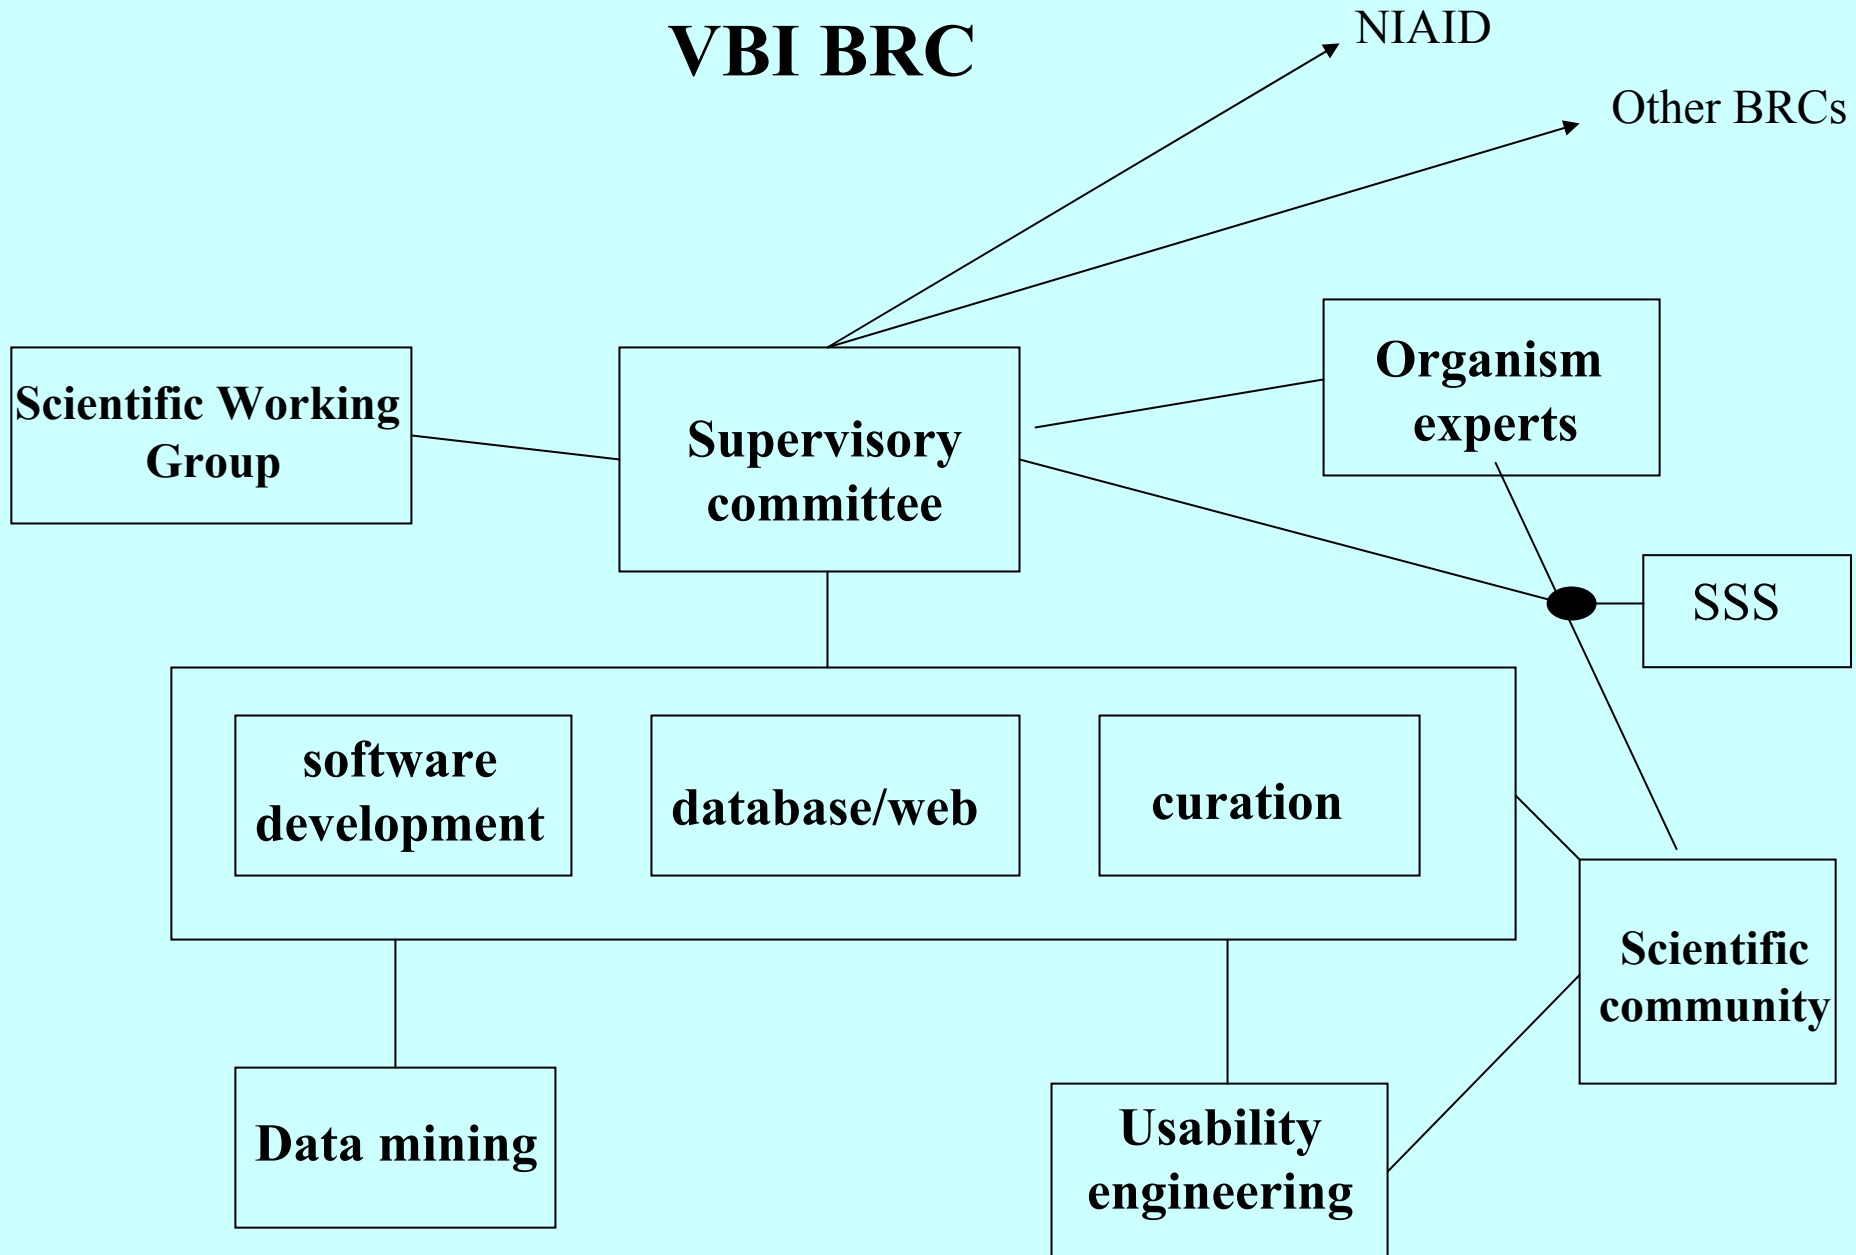 VBI BRC
NIAID
Other BRCs
Scientific Working
Group
Supervisory
committee
Organism
experts
SSS
software
development
database/web
curation
Scientific
community
Data mining
Usability
engineering